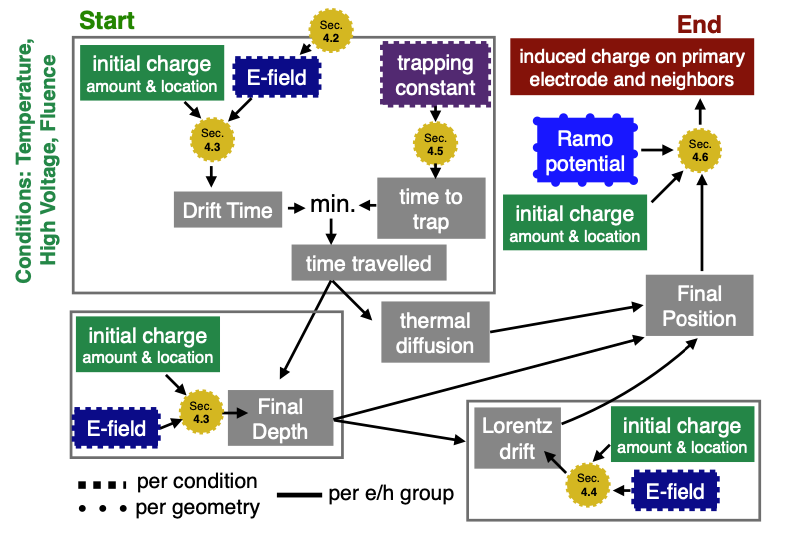 Start
End
Conditions: Temperature,
High Voltage, Fluence
Sec.
4.2
initial charge
amount & location
E-field
trapping
constant
induced charge on primary
electrode and neighbors
Sec.
4.3
Sec.
4.5
Ramo
potential
Sec.
4.6
Drift Time
min.
time to
trap
initial charge
amount & location
time travelled
Final
Position
thermal
diffusion
initial charge
amount & location
E-field
Sec.
4.3
Final
Depth
Lorentz
drift
initial charge
amount & location
Sec.
4.4
E-field
per condition
per geometry
per e/h group